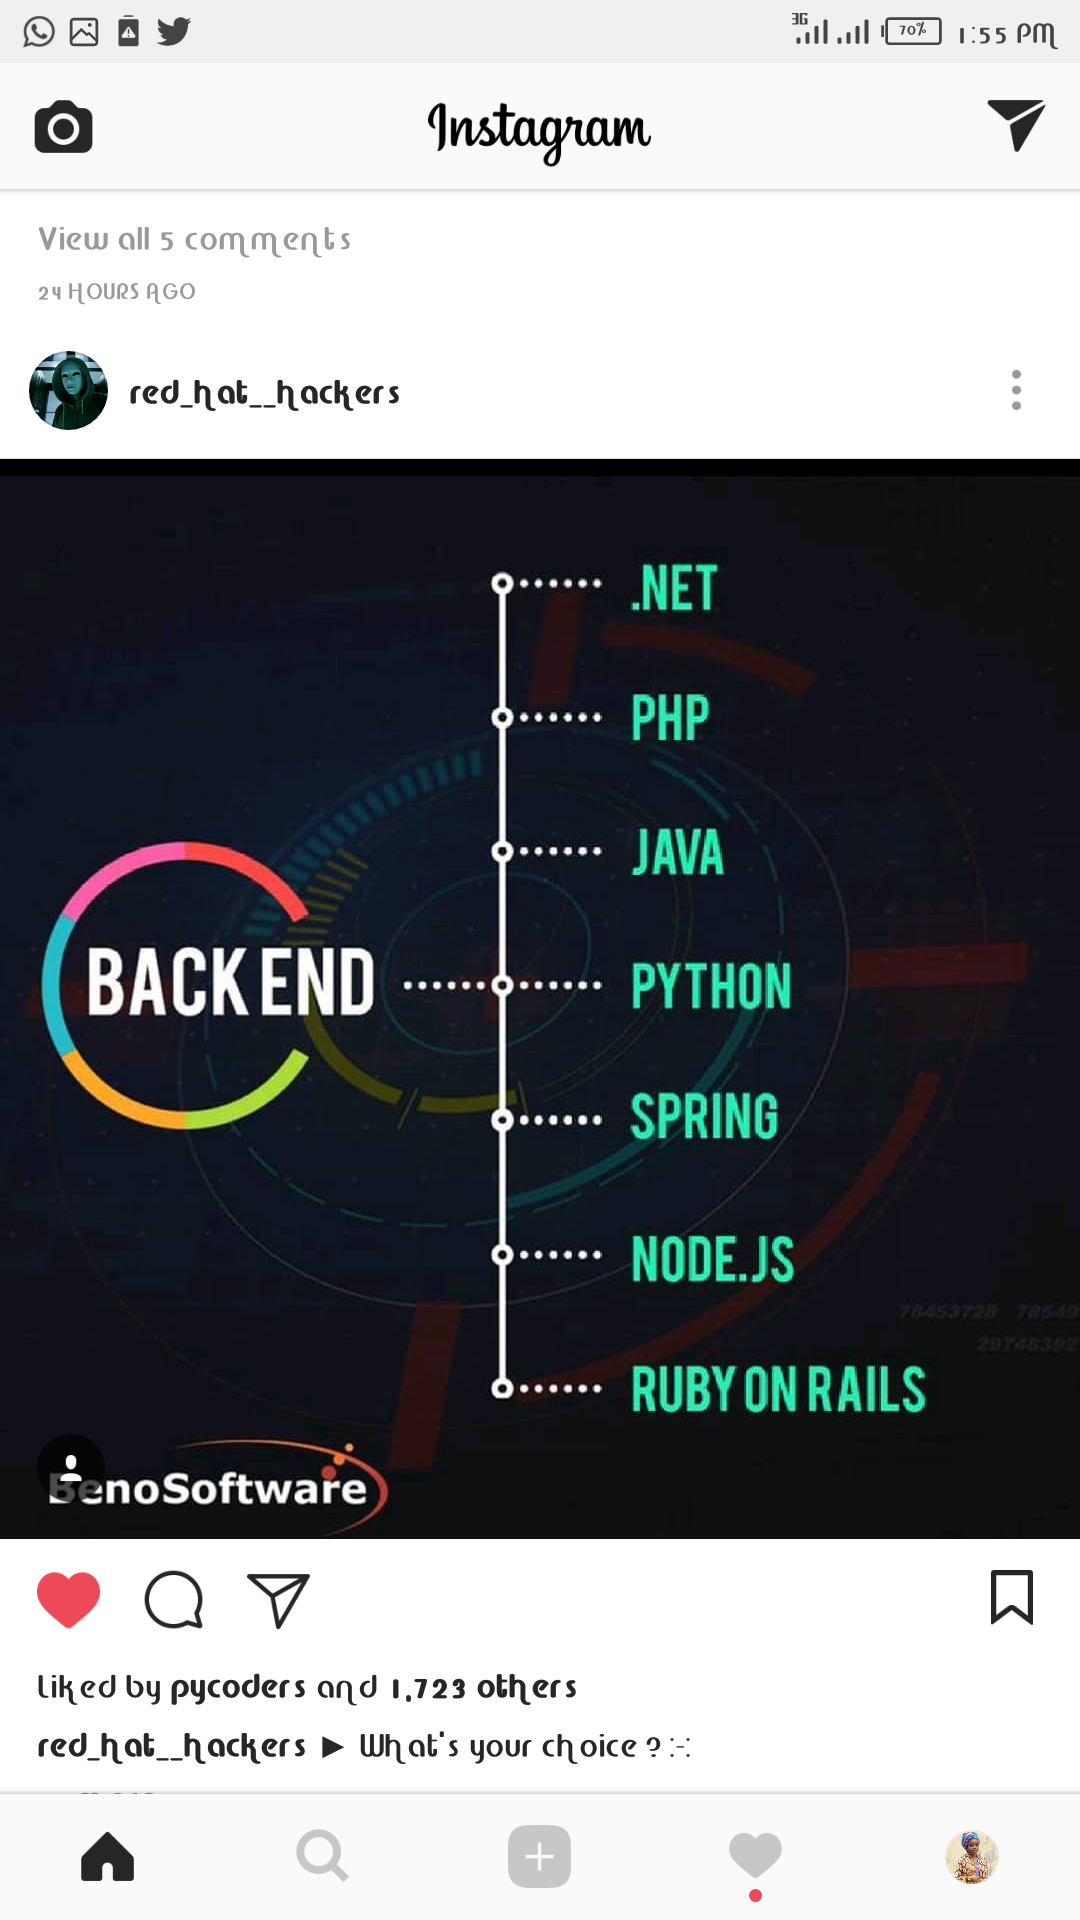 3G
70%
1:55 PM
Instagram
View all 5 comments
24 HOURS AGO
red_hat__hackers
.NET
PHP
JAVA
BACK END
PYTHON
SPRING
NODE.JS
78453728 78549
29748392
RUBY ON RAILS
BenoSoftware
Liked by pycoders and 1,723 others
red_hat__hackers ► What's your choice ? :-: